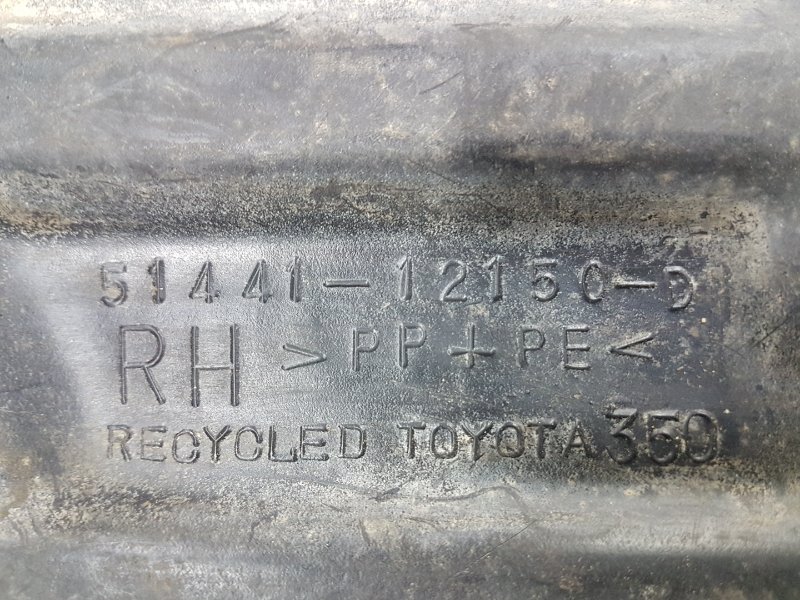 51441-12150-D
RH >PP+PE<
RECYCLED TOYOTA 350